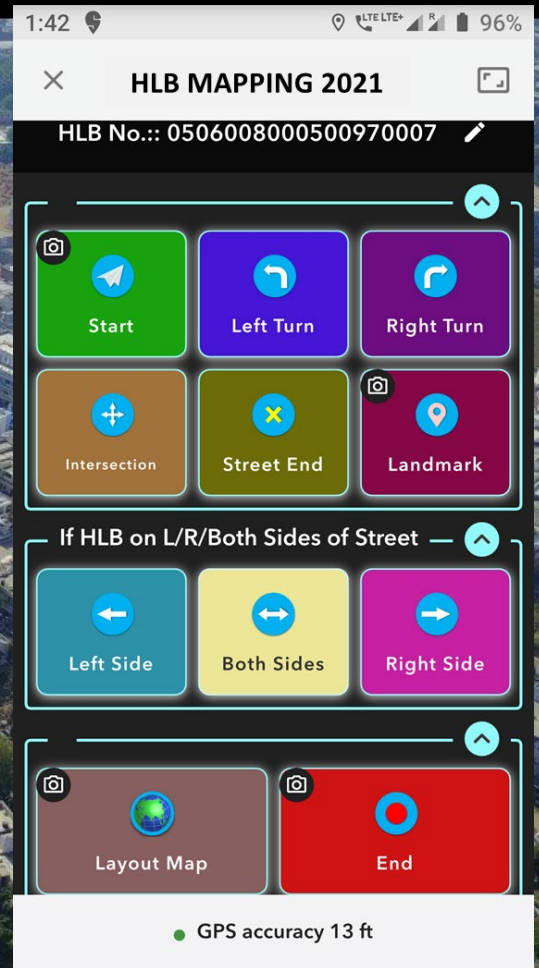 1:42 LTE LTE+ R 96%
HLB MAPPING 2021
HLB No.:: 0506008000500970007
Start Left Turn Right Turn
Intersection Street End Landmark
If HLB on L/R/Both Sides of Street
Left Side Both Sides Right Side
Layout Map End
GPS accuracy 13 ft